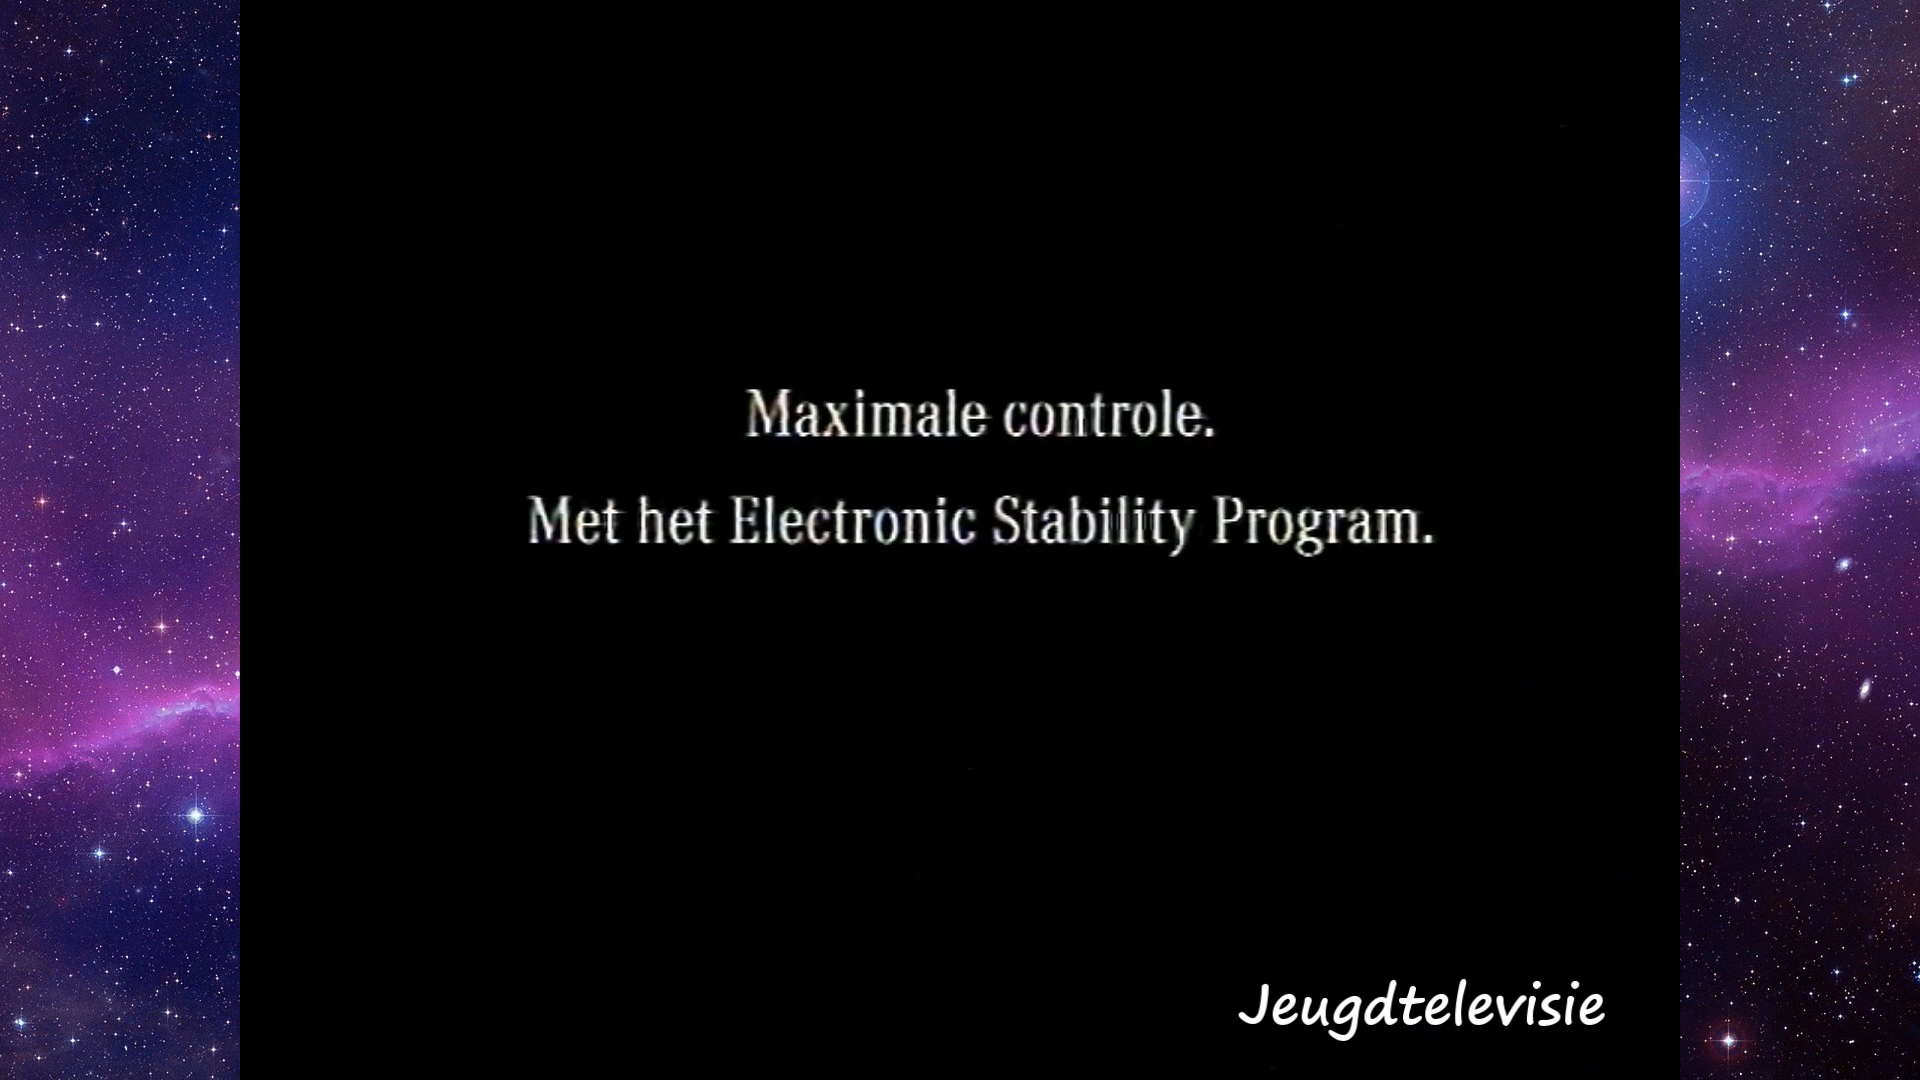 Maximale controle.
Met het Electronic Stability Program.
Jeugdtelevisie